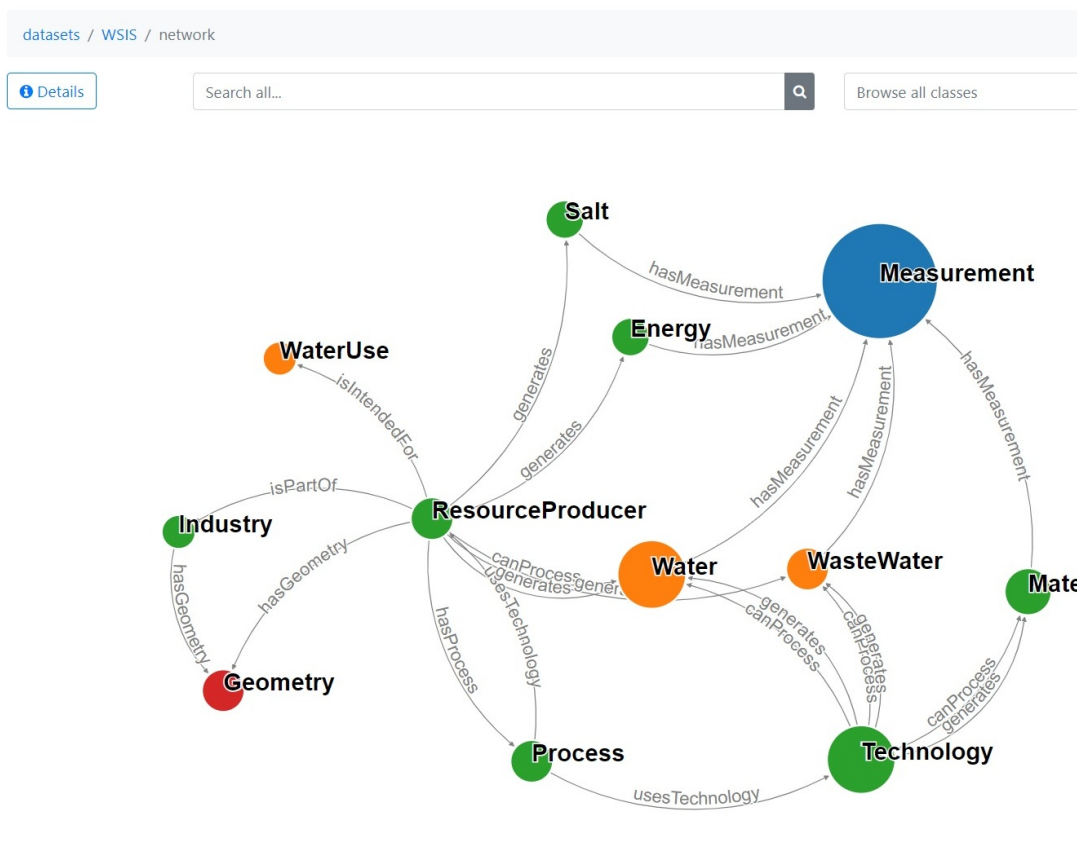 datasets / WSIS / network
Details
Search all...
Browse all classes
Salt
hasMeasurement
Measurement
Energy
hasMeasurement
WaterUse
isIntendedFor
generates
generates
hasMeasurement
hasMeasurement
hasMeasurement
isPartOf
ResourceProducer
Industry
hasGeometry
hasGeometry
canProcess
generates
Water
WasteWater
usesTechnology
hasProcess
generates
canProcess
generates
canProcess
Geometry
canProcess
generates
Process
Technology
usesTechnology